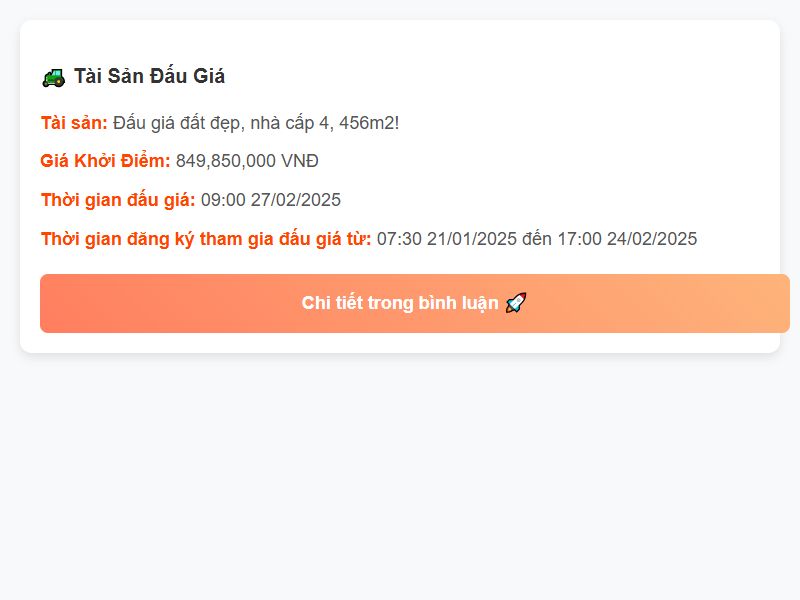 🚜 Tài Sản Đấu Giá
Tài sản: Đấu giá đất đẹp, nhà cấp 4, 456m2!
Giá Khởi Điểm: 849,850,000 VNĐ
Thời gian đấu giá: 09:00 27/02/2025
Thời gian đăng ký tham gia đấu giá từ: 07:30 21/01/2025 đến 17:00 24/02/2025
Chi tiết trong bình luận 🚀